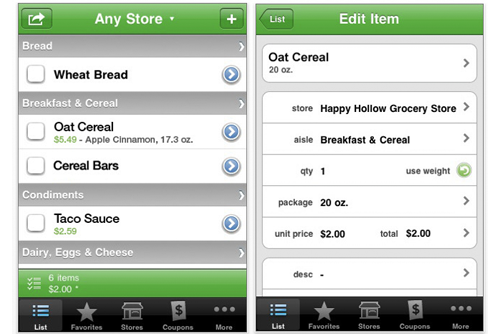 Any Store
Bread
Wheat Bread
Breakfast & Cereal
Oat Cereal
$5.49 - Apple Cinnamon, 17.3 oz.
Cereal Bars
Condiments
Taco Sauce
$2.59
Dairy, Eggs & Cheese
6 items
$2.00 *
List Favorites Stores Coupons More
List Edit Item
Oat Cereal
20 oz.
store Happy Hollow Grocery Store
aisle Breakfast & Cereal
qty 1 use weight
package 20 oz.
unit price $2.00 total $2.00
desc -
List Favorites Stores Coupons More